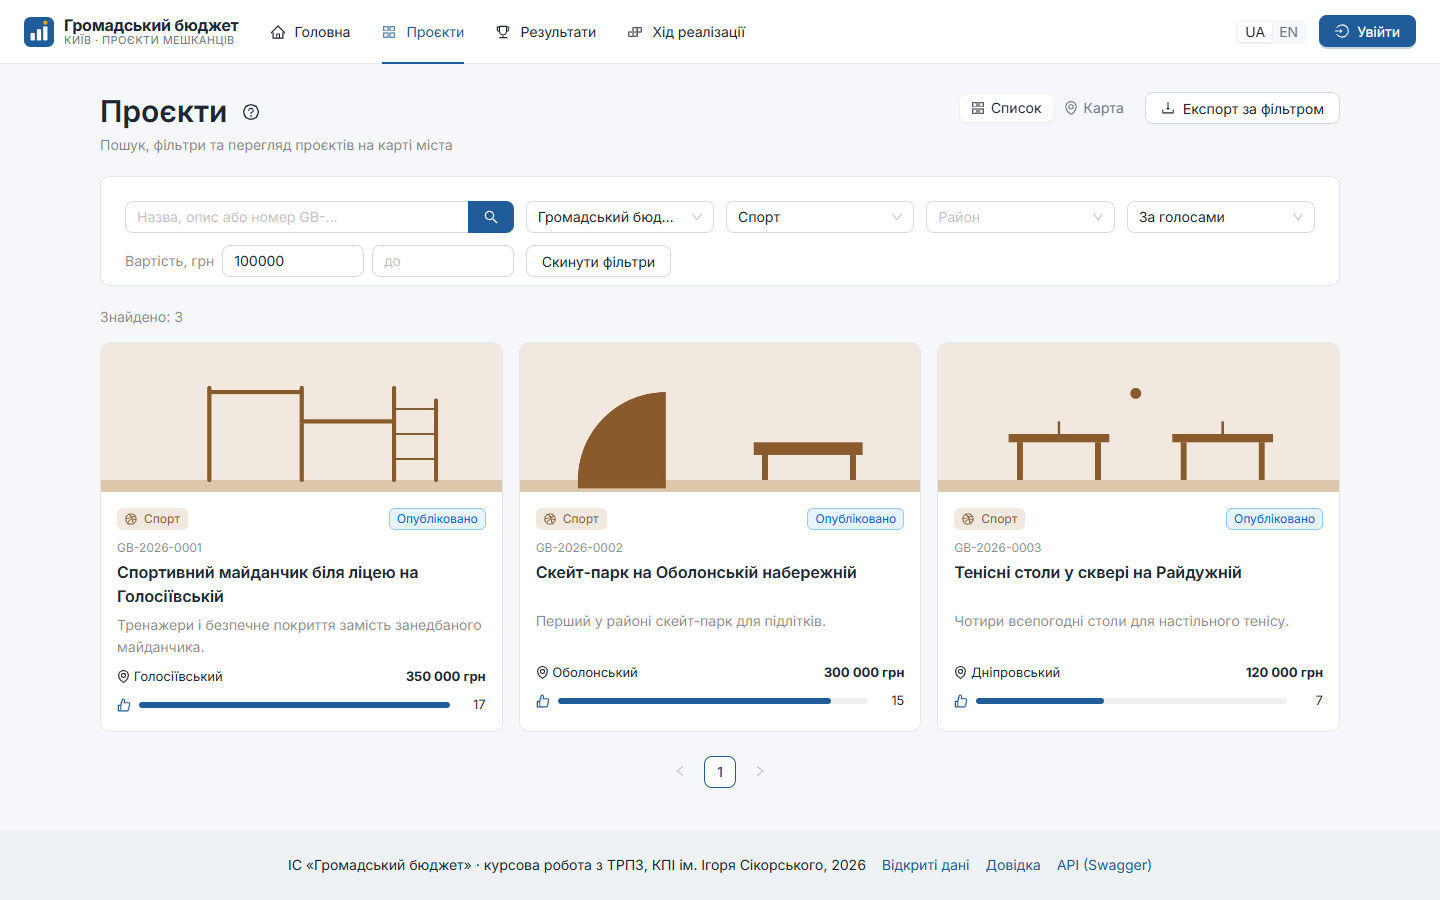 Громадський бюджет
КИЇВ · ПРОЄКТИ МЕШКАНЦІВ
Головна
Проєкти
Результати
Хід реалізації
UA
EN
Увійти
Проєкти
Список
Карта
Експорт за фільтром
Пошук, фільтри та перегляд проєктів на карті міста
Назва, опис або номер GB-...
Громадський бюд...
Спорт
Район
За голосами
Вартість, грн
100000
до
Скинути фільтри
Знайдено: 3
Спорт
Опубліковано
GB-2026-0001
Спортивний майданчик біля ліцею на
Голосіївській
Тренажери і безпечне покриття замість занедбаного
майданчика.
Голосіївський
350 000 грн
17
Спорт
Опубліковано
GB-2026-0002
Скейт-парк на Оболонській набережній
Перший у районі скейт-парк для підлітків.
Оболонський
300 000 грн
15
Спорт
Опубліковано
GB-2026-0003
Тенісні столи у сквері на Райдужній
Чотири всепогодні столи для настільного тенісу.
Дніпровський
120 000 грн
7
1
ІС «Громадський бюджет» · курсова робота з ТРПЗ, КПІ ім. Ігоря Сікорського, 2026
Відкриті дані
Довідка
API (Swagger)